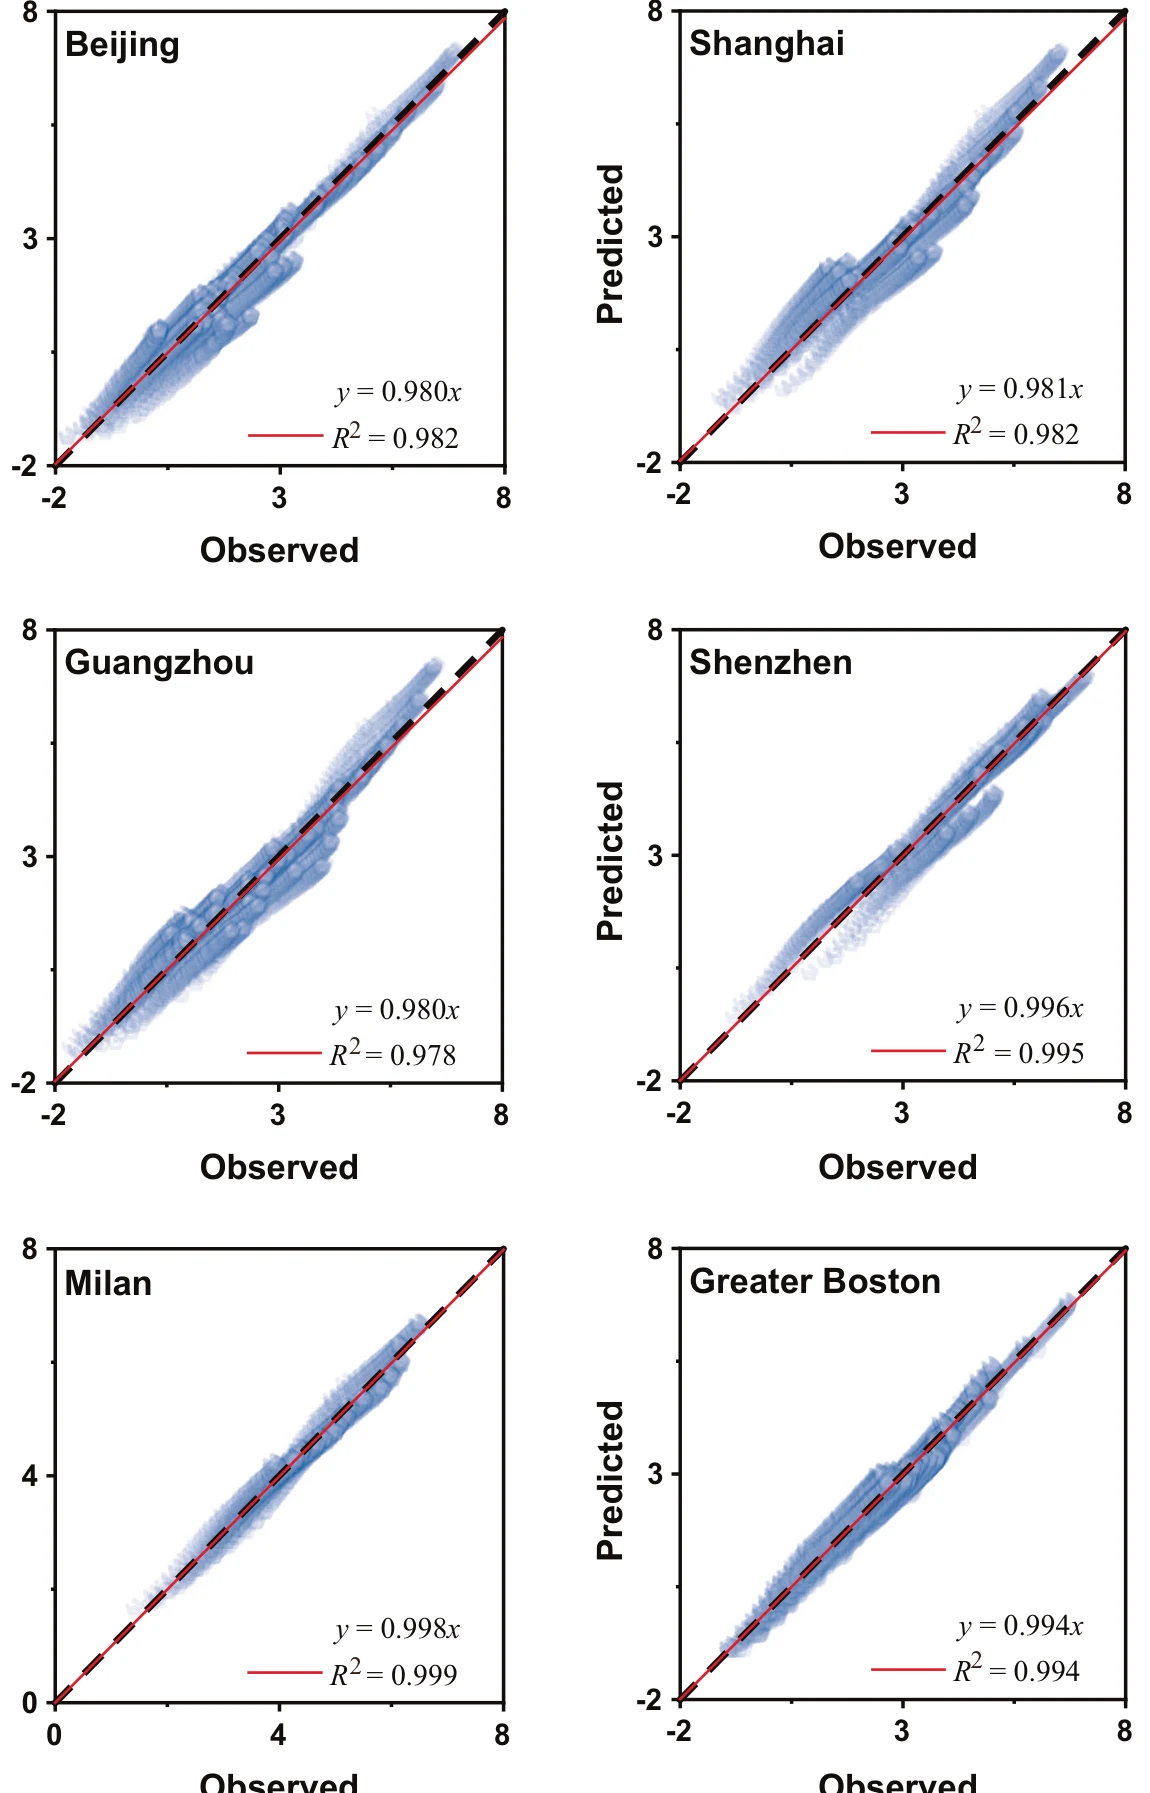 8
Beijing
3
y = 0.980x
R² = 0.982
-2
-2 3 8
Observed
8
Shanghai
Predicted
3
y = 0.981x
R² = 0.982
-2
-2 3 8
Observed
8
Guangzhou
3
y = 0.980x
R² = 0.978
-2
-2 3 8
Observed
8
Shenzhen
Predicted
3
y = 0.996x
R² = 0.995
-2
-2 3 8
Observed
8
Milan
4
y = 0.998x
R² = 0.999
0
0 4 8
Observed
8
Greater Boston
Predicted
3
y = 0.994x
R² = 0.994
-2
-2 3 8
Observed